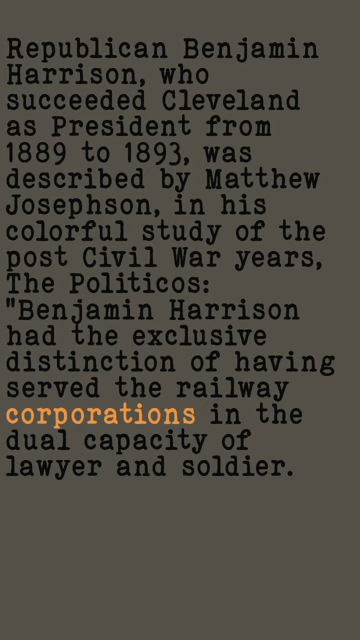 Republican Benjamin
Harrison, who
succeeded Cleveland
as President from
1889 to 1893, was
described by Matthew
Josephson, in his
colorful study of the
post Civil War years,
The Politicos:
"Benjamin Harrison
had the exclusive
distinction of having
served the railway
corporations in the
dual capacity of
lawyer and soldier.